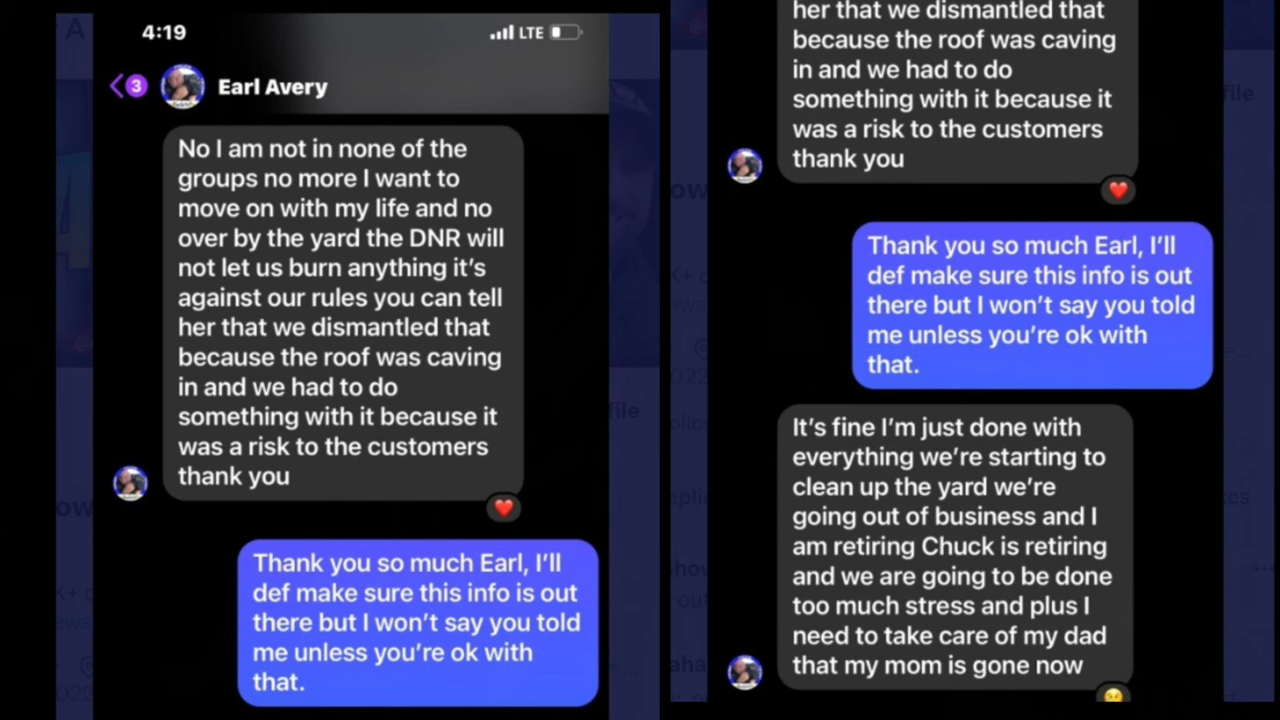 4:19
LTE
3
Earl Avery
No I am not in none of the
groups no more I want to
move on with my life and no
over by the yard the DNR will
not let us burn anything it's
against our rules you can tell
her that we dismantled that
because the roof was caving
in and we had to do
something with it because it
was a risk to the customers
thank you
Thank you so much Earl, I'll
def make sure this info is out
there but I won't say you told
me unless you're ok with
that.
her that we dismantled that
because the roof was caving
in and we had to do
something with it because it
was a risk to the customers
thank you
Thank you so much Earl, I'll
def make sure this info is out
there but I won't say you told
me unless you're ok with
that.
It's fine I'm just done with
everything we're starting to
clean up the yard we're
going out of business and I
am retiring Chuck is retiring
and we are going to be done
too much stress and plus I
need to take care of my dad
that my mom is gone now